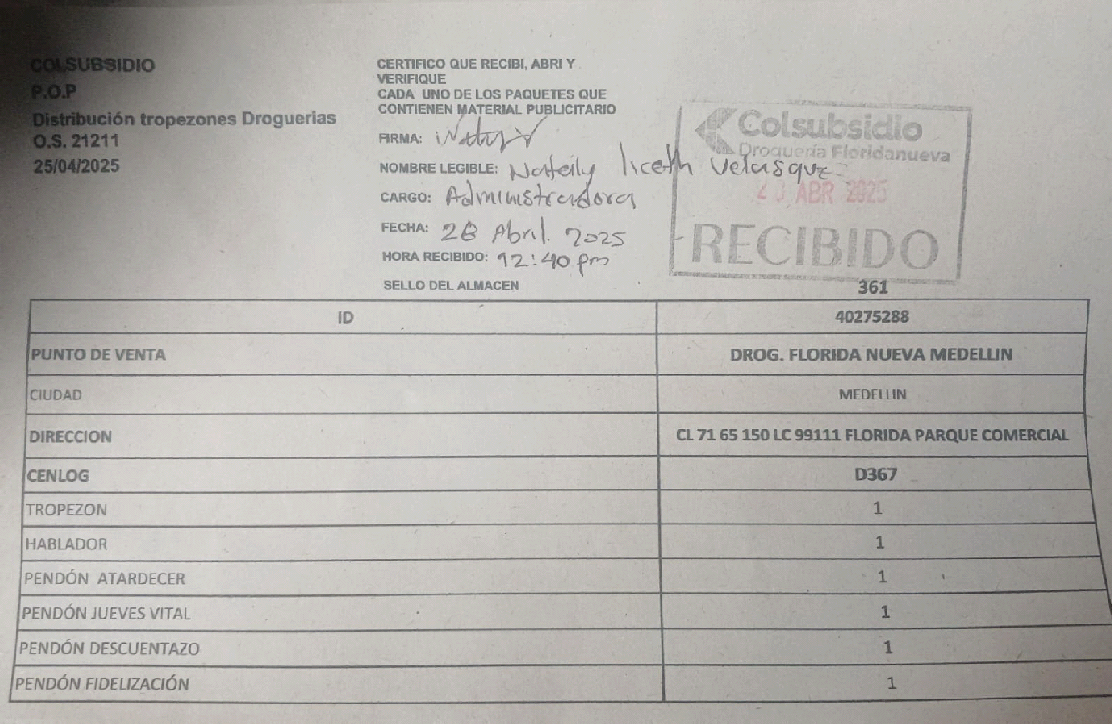 COLSUBSIDIO
P.O.P
Distribución tropezones Droguerias
O.S. 21211
25/04/2025
CERTIFICO QUE RECIBI, ABRI Y
VERIFIQUE
CADA UNO DE LOS PAQUETES QUE
CONTIENEN MATERIAL PUBLICITARIO
FIRMA:
NOMBRE LEGIBLE: Nataily liceth Velasquez
CARGO: Administradora
FECHA: 28 Abril 2025
HORA RECIBIDO: 12:40 pm
SELLO DEL ALMACEN
Colsubsidio
Droguería Floridanueva
ABR 2025
RECIBIDO
361
ID 40275288
PUNTO DE VENTA DROG. FLORIDA NUEVA MEDELLIN
CIUDAD MEDELLIN
DIRECCION CL 71 65 150 LC 99111 FLORIDA PARQUE COMERCIAL
CENLOG D367
TROPEZON 1
HABLADOR 1
PENDÓN ATARDECER 1
PENDÓN JUEVES VITAL 1
PENDÓN DESCUENTAZO 1
PENDÓN FIDELIZACIÓN 1